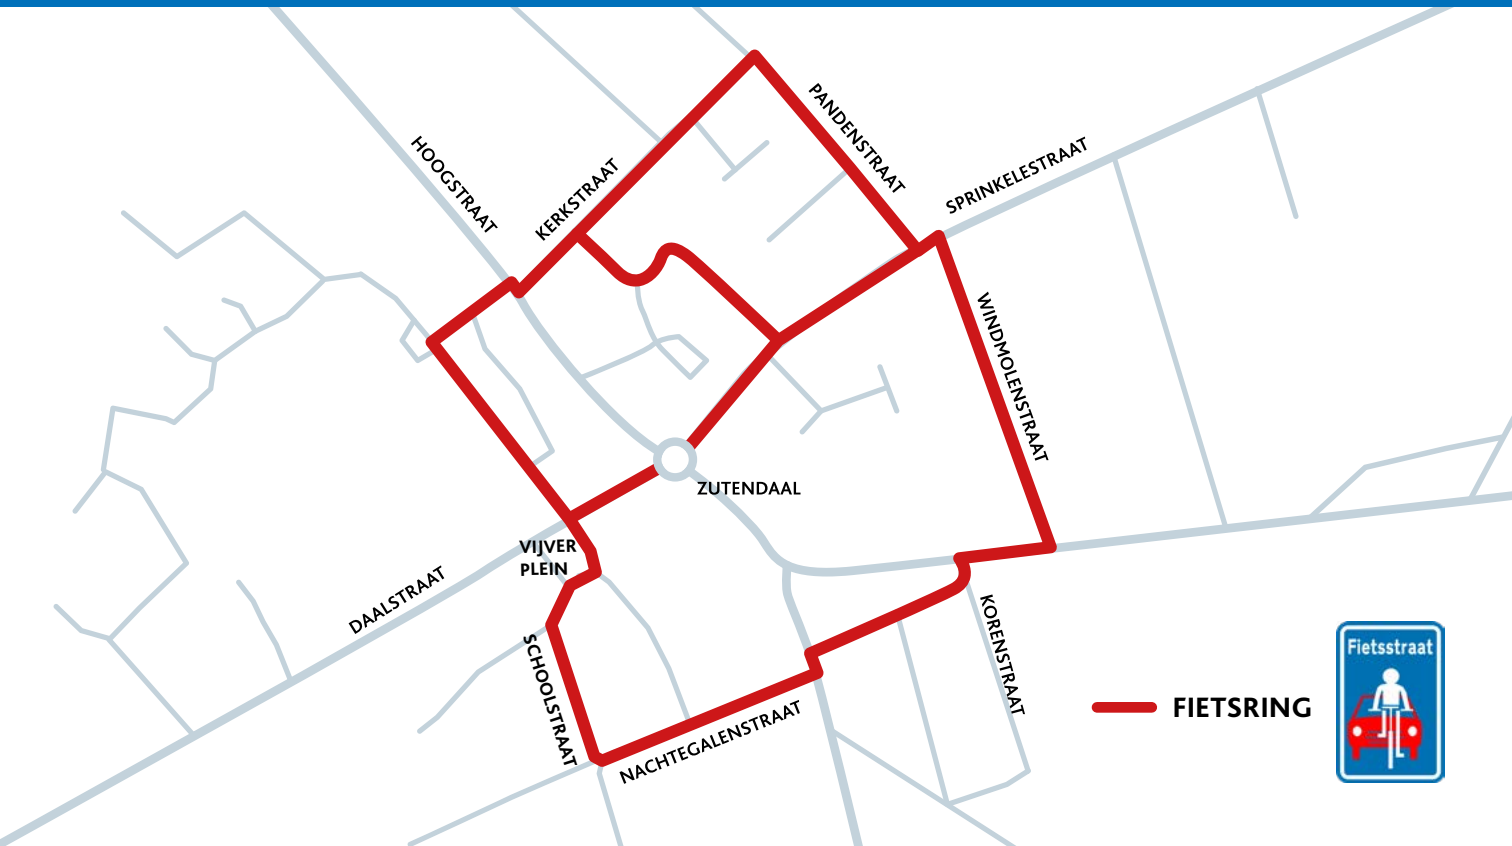 HOOGSTRAAT
KERKSTRAAT
PANDENSTRAAT
SPRINKELESTRAAT
WINDMOLENSTRAAT
ZUTENDAAL
VIJVER
PLEIN
DAALSTRAAT
SCHOOLSTRAAT
NACHTEGALENSTRAAT
KORENSTRAAT
FIETSRING
Fietsstraat